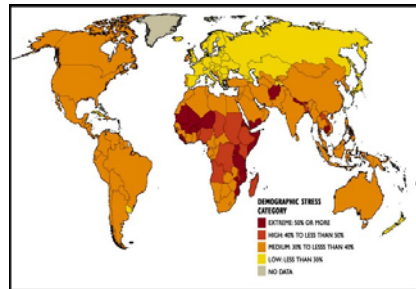 DEMOGRAPHIC STRESS
CATEGORY
EXTREME: 50% OR MORE
HIGH: 40% TO LESS THAN 50%
MEDIUM: 30% TO LESSS THAN 40%
LOW: LESS THAN 30%
NO DATA